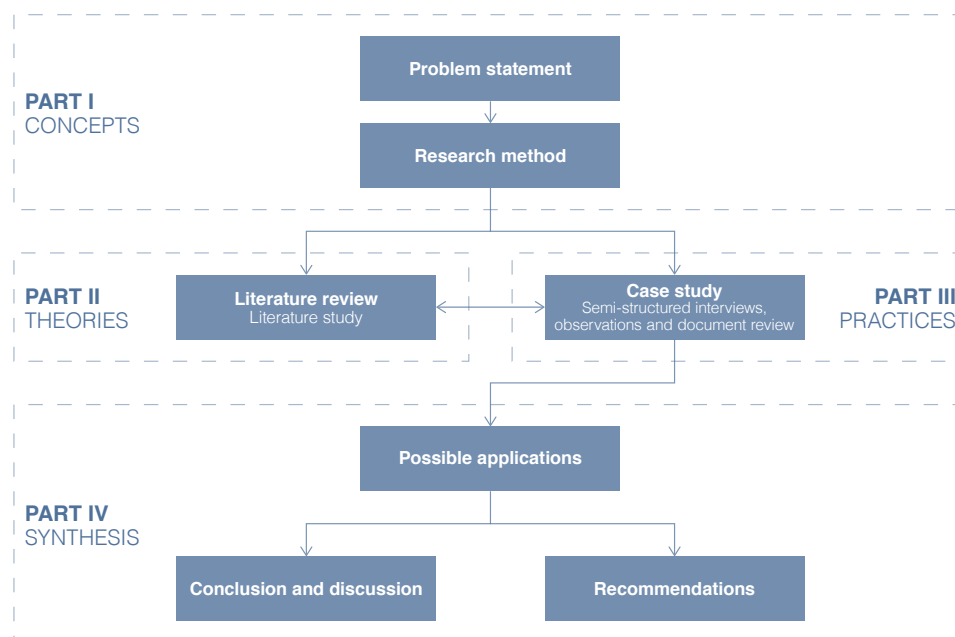 Problem statement
PART I
CONCEPTS
Research method
PART II
THEORIES
Literature review
Literature study
Case study
Semi-structured interviews,
observations and document review
PART III
PRACTICES
Possible applications
PART IV
SYNTHESIS
Conclusion and discussion
Recommendations